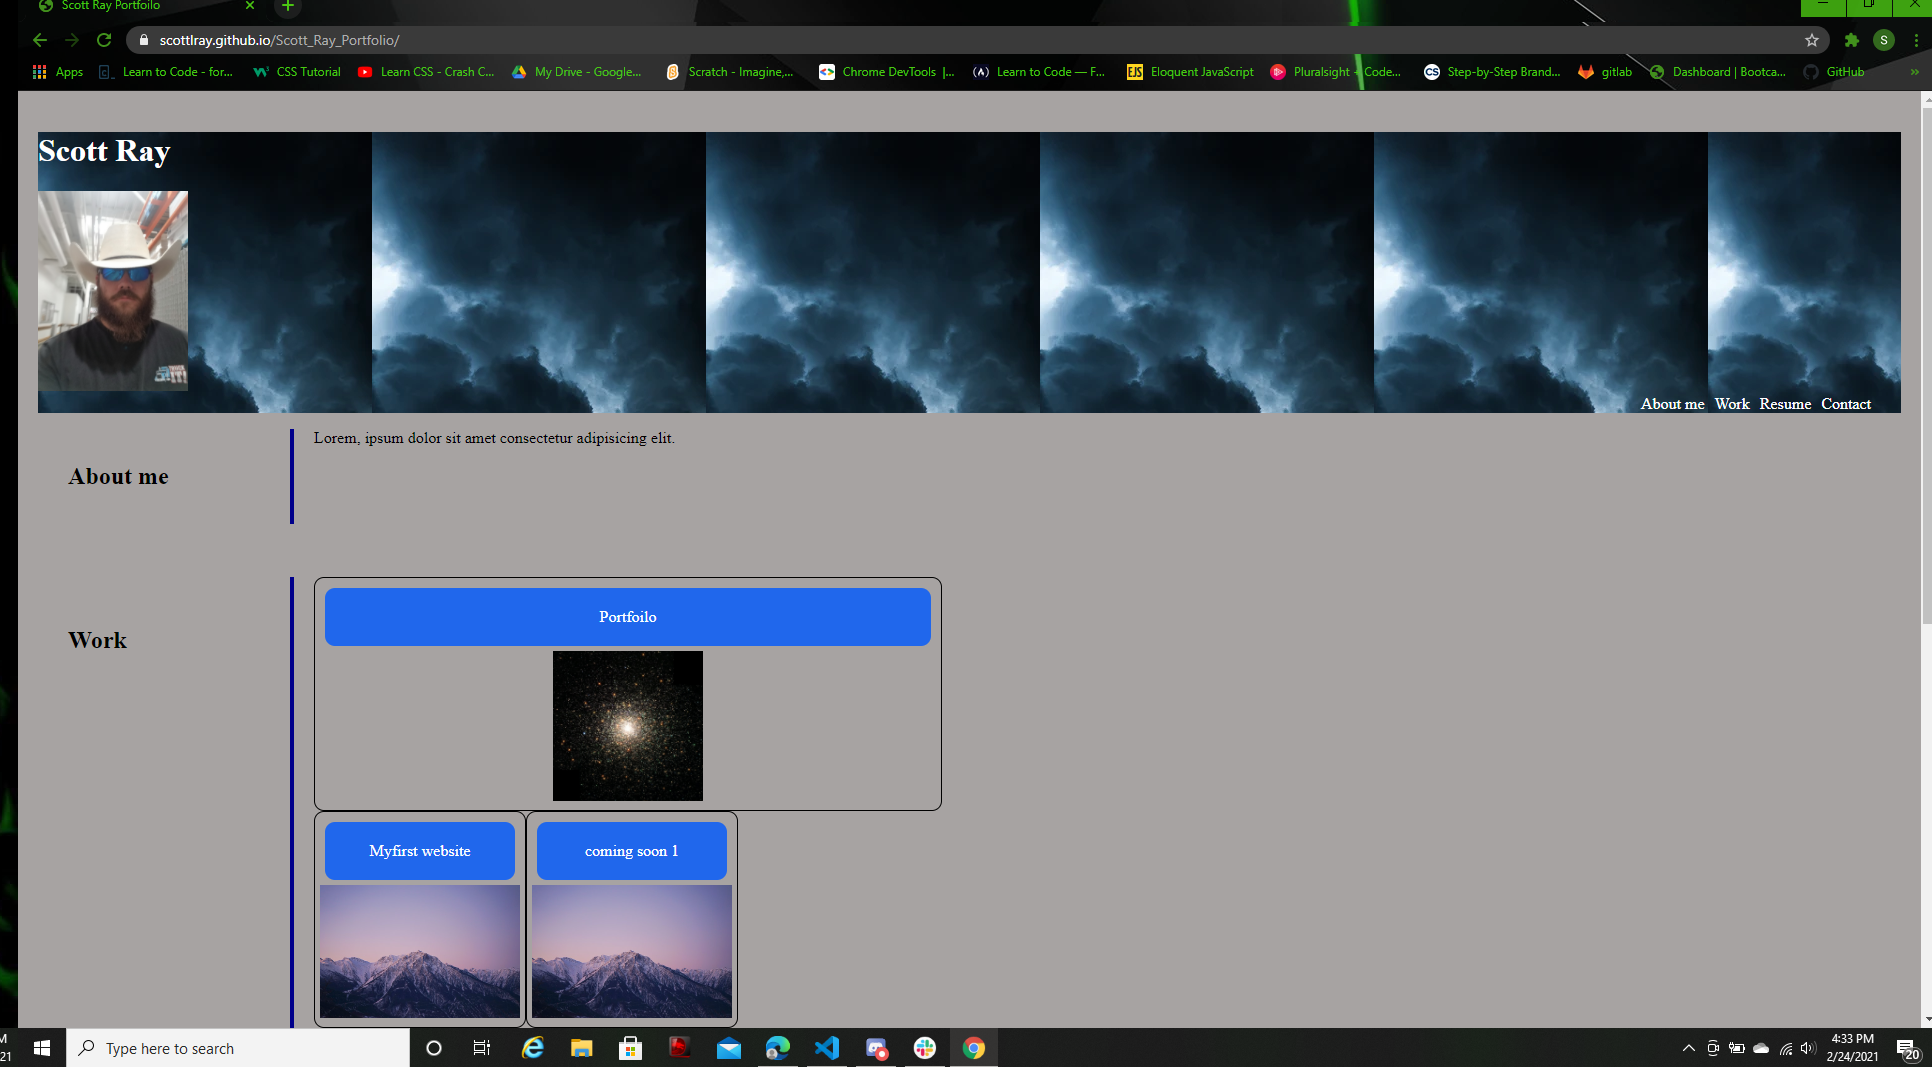 Scott Ray Portfoilo
scottlray.github.io/Scott_Ray_Portfolio/
S
Apps Learn to Code - for... CSS Tutorial Learn CSS - Crash C... My Drive - Google... Scratch - Imagine,... Chrome DevTools |... Learn to Code — F... Eloquent JavaScript Pluralsight + Code... Step-by-Step Brand... gitlab Dashboard | Bootca... GitHub »
Scott Ray
About me Work Resume Contact
Lorem, ipsum dolor sit amet consectetur adipisicing elit.
About me
Portfoilo
Work
Myfirst website coming soon 1
Type here to search
4:33 PM
2/24/2021
20